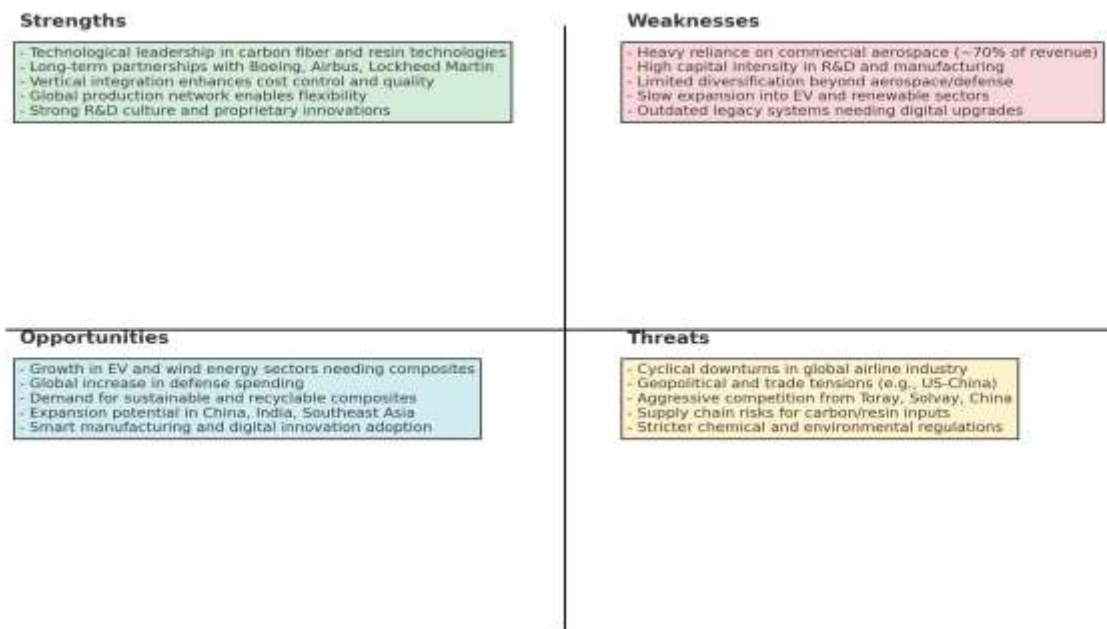 Strengths
- Technological leadership in carbon fiber and resin technologies
- Long-term partnerships with Boeing, Airbus, Lockheed Martin
- Vertical integration enhances cost control and quality
- Global production network enables flexibility
- Strong R&D culture and proprietary innovations
Weaknesses
- Heavy reliance on commercial aerospace (~70% of revenue)
- High capital intensity in R&D and manufacturing
- Limited diversification beyond aerospace/defense
- Slow expansion into EV and renewable sectors
- Outdated legacy systems needing digital upgrades
Opportunities
- Growth in EV and wind energy sectors needing composites
- Global increase in defense spending
- Demand for sustainable and recyclable composites
- Expansion potential in China, India, Southeast Asia
- Smart manufacturing and digital innovation adoption
Threats
- Cyclical downturns in global airline industry
- Geopolitical and trade tensions (e.g., US-China)
- Aggressive competition from Toray, Solvay, China
- Supply chain risks for carbon/resin inputs
- Stricter chemical and environmental regulations